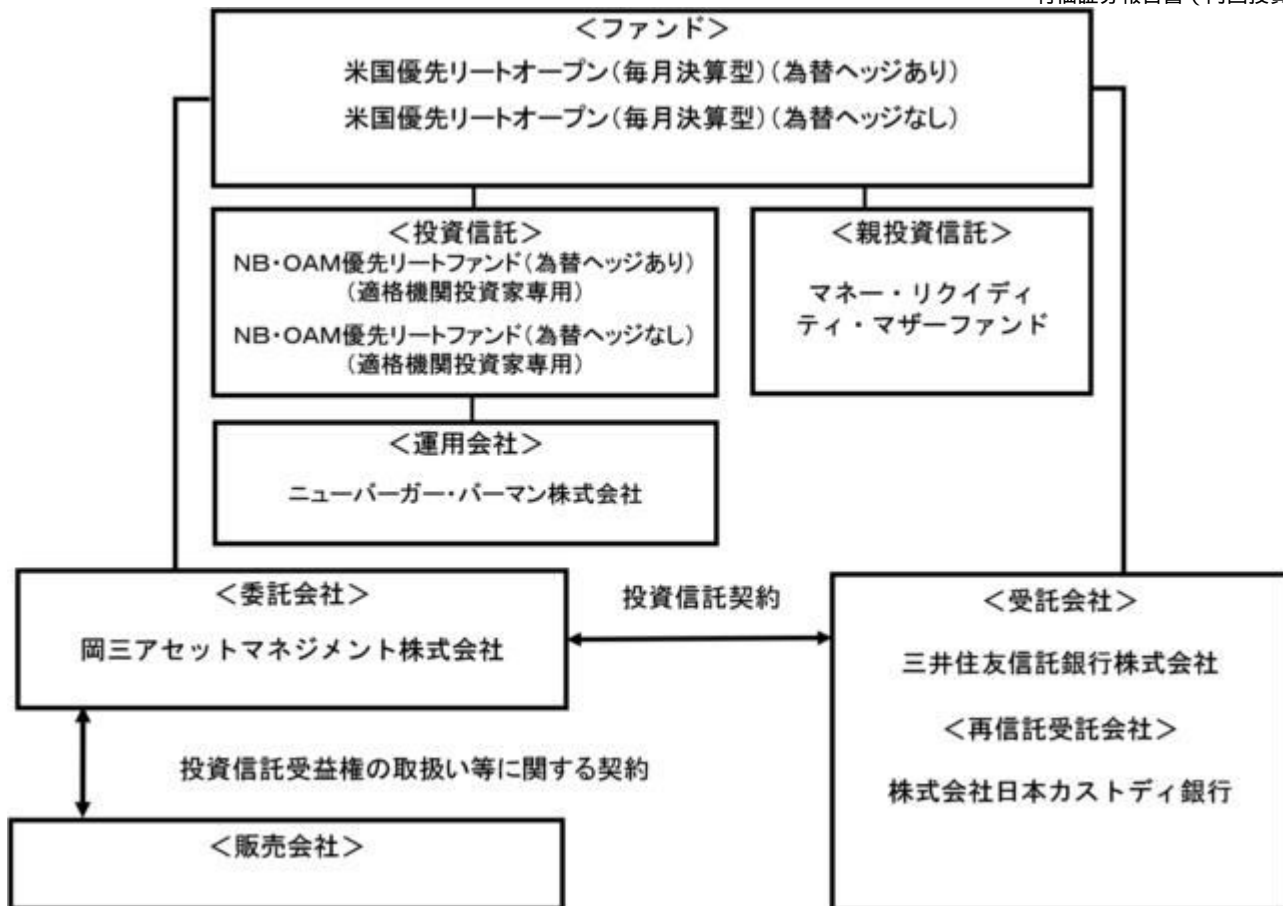 ＜ファンド＞
米国優先リートオープン（毎月決算型）（為替ヘッジあり）
米国優先リートオープン（毎月決算型）（為替ヘッジなし）
＜投資信託＞
NB・OAM優先リートファンド（為替ヘッジあり）
（適格機関投資家専用）
NB・OAM優先リートファンド（為替ヘッジなし）
（適格機関投資家専用）
＜親投資信託＞
マネー・リクイディ
ティ・マザーファンド
＜運用会社＞
ニューバーガー・バーマン株式会社
＜委託会社＞
岡三アセットマネジメント株式会社
投資信託契約
＜受託会社＞
三井住友信託銀行株式会社
＜再信託受託会社＞
株式会社日本カストディ銀行
投資信託受益権の取扱い等に関する契約
＜販売会社＞